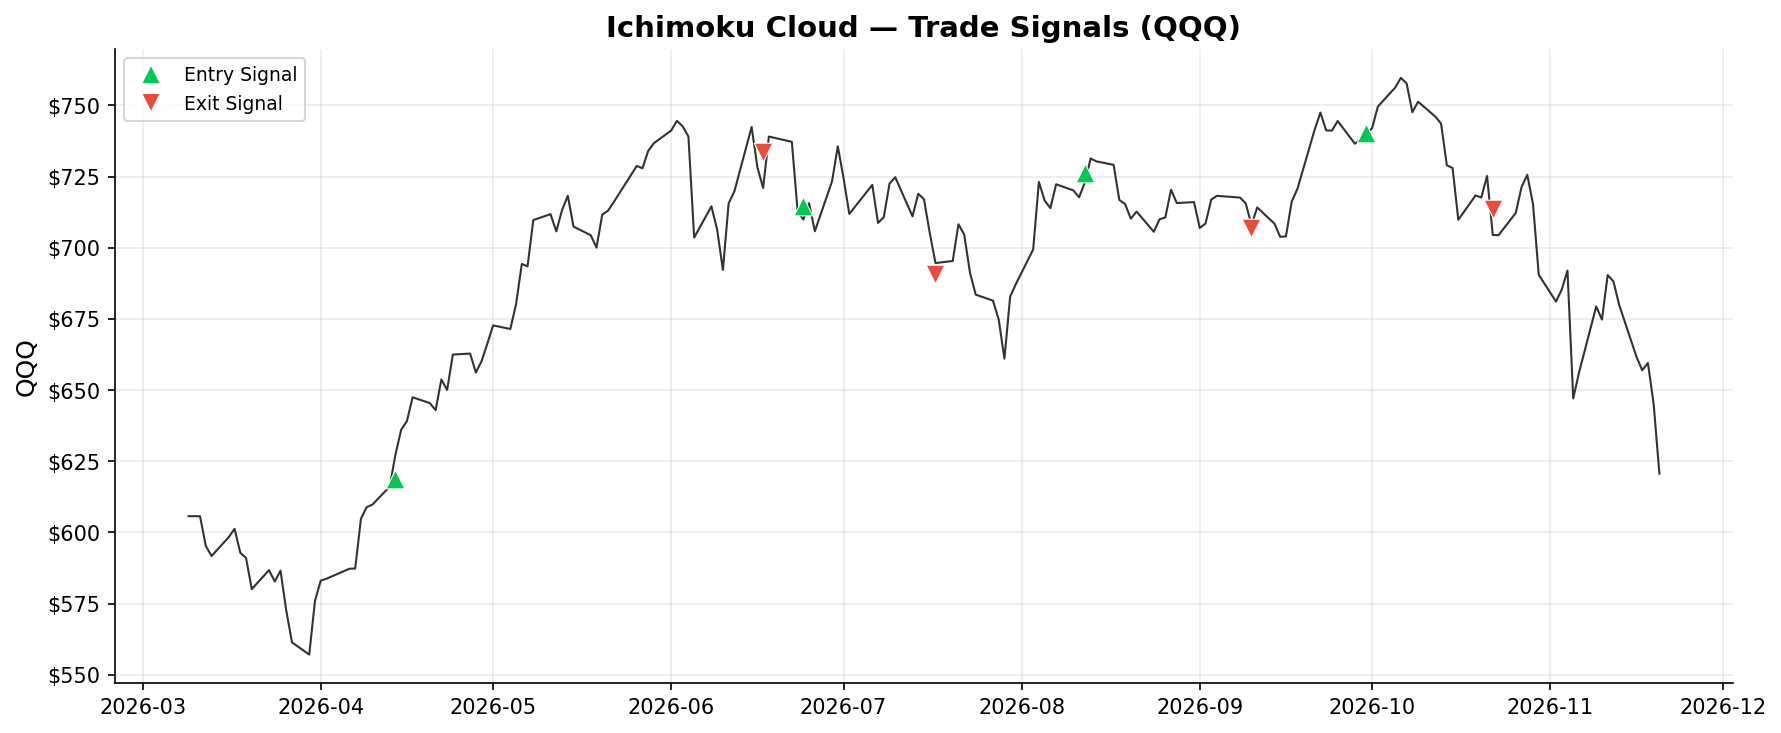 Ichimoku Cloud — Trade Signals (QQQ)
Entry Signal
Exit Signal
$750
$725
$700
$675
$650
$625
$600
$575
$550
QQQ
2026-03 2026-04 2026-05 2026-06 2026-07 2026-08 2026-09 2026-10 2026-11 2026-12